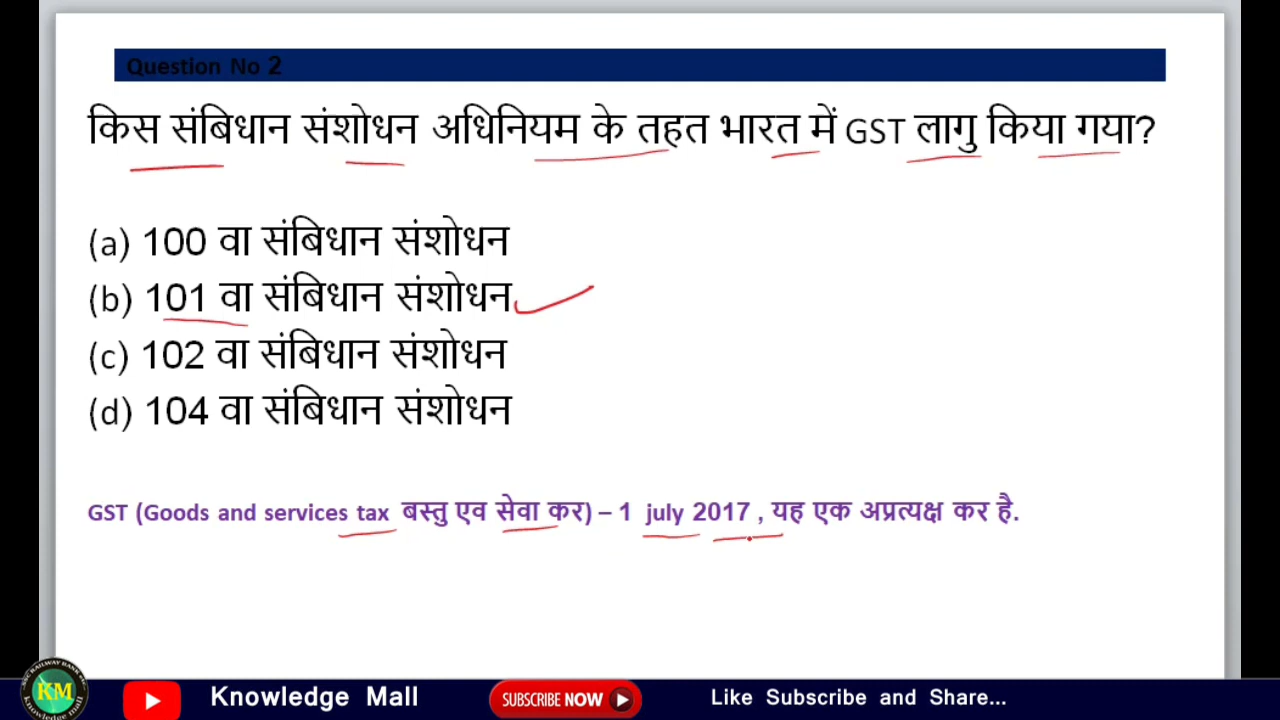 Question No 2
किस संबिधान संशोधन अधिनियम के तहत भारत में GST लागु किया गया?
(a) 100 वा संबिधान संशोधन
(b) 101 वा संबिधान संशोधन
(c) 102 वा संबिधान संशोधन
(d) 104 वा संबिधान संशोधन
GST (Goods and services tax बस्तु एव सेवा कर) – 1 july 2017 , यह एक अप्रत्यक्ष कर है.
KM
Knowledge Mall
SUBSCRIBE NOW
Like Subscribe and Share...